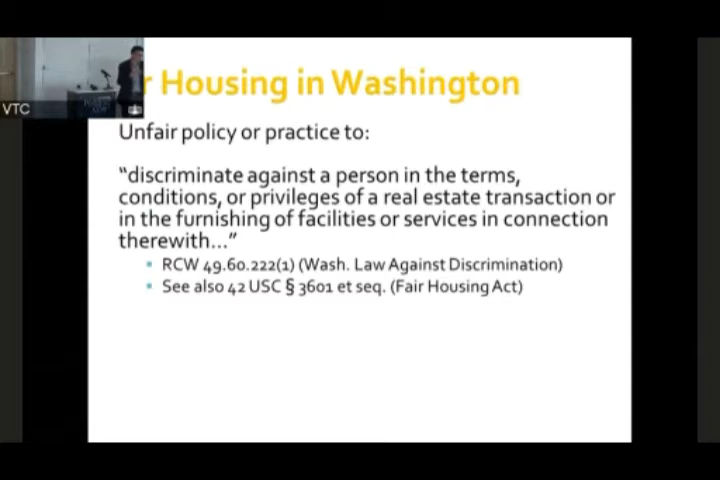 r Housing in Washington
VTC
Unfair policy or practice to:
“discriminate against a person in the terms,
conditions, or privileges of a real estate transaction or
in the furnishing of facilities or services in connection
therewith...”
RCW 49.60.222(1) (Wash. Law Against Discrimination)
See also 42 USC § 3601 et seq. (Fair Housing Act)